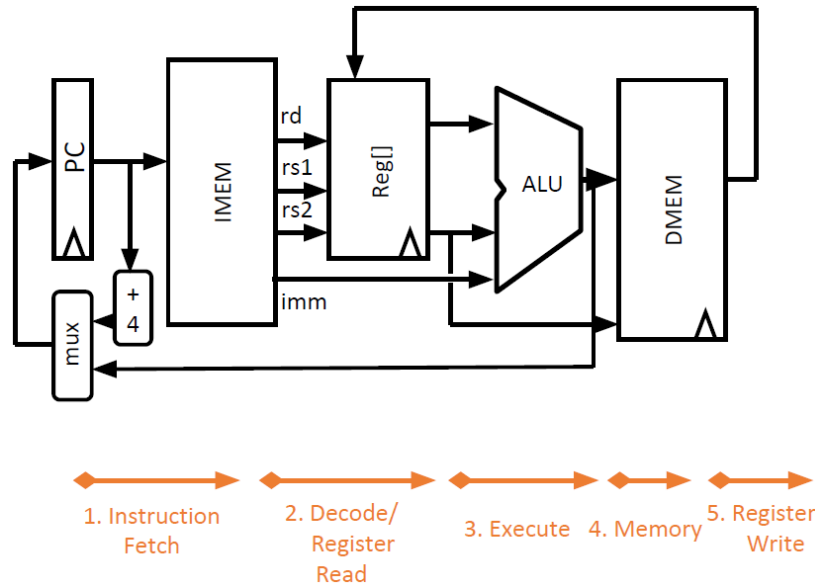 PC
+
4
mux
IMEM
rd
rs1
rs2
imm
Reg[]
ALU
DMEM
1. Instruction
Fetch
2. Decode/
Register
Read
3. Execute
4. Memory
5. Register
Write